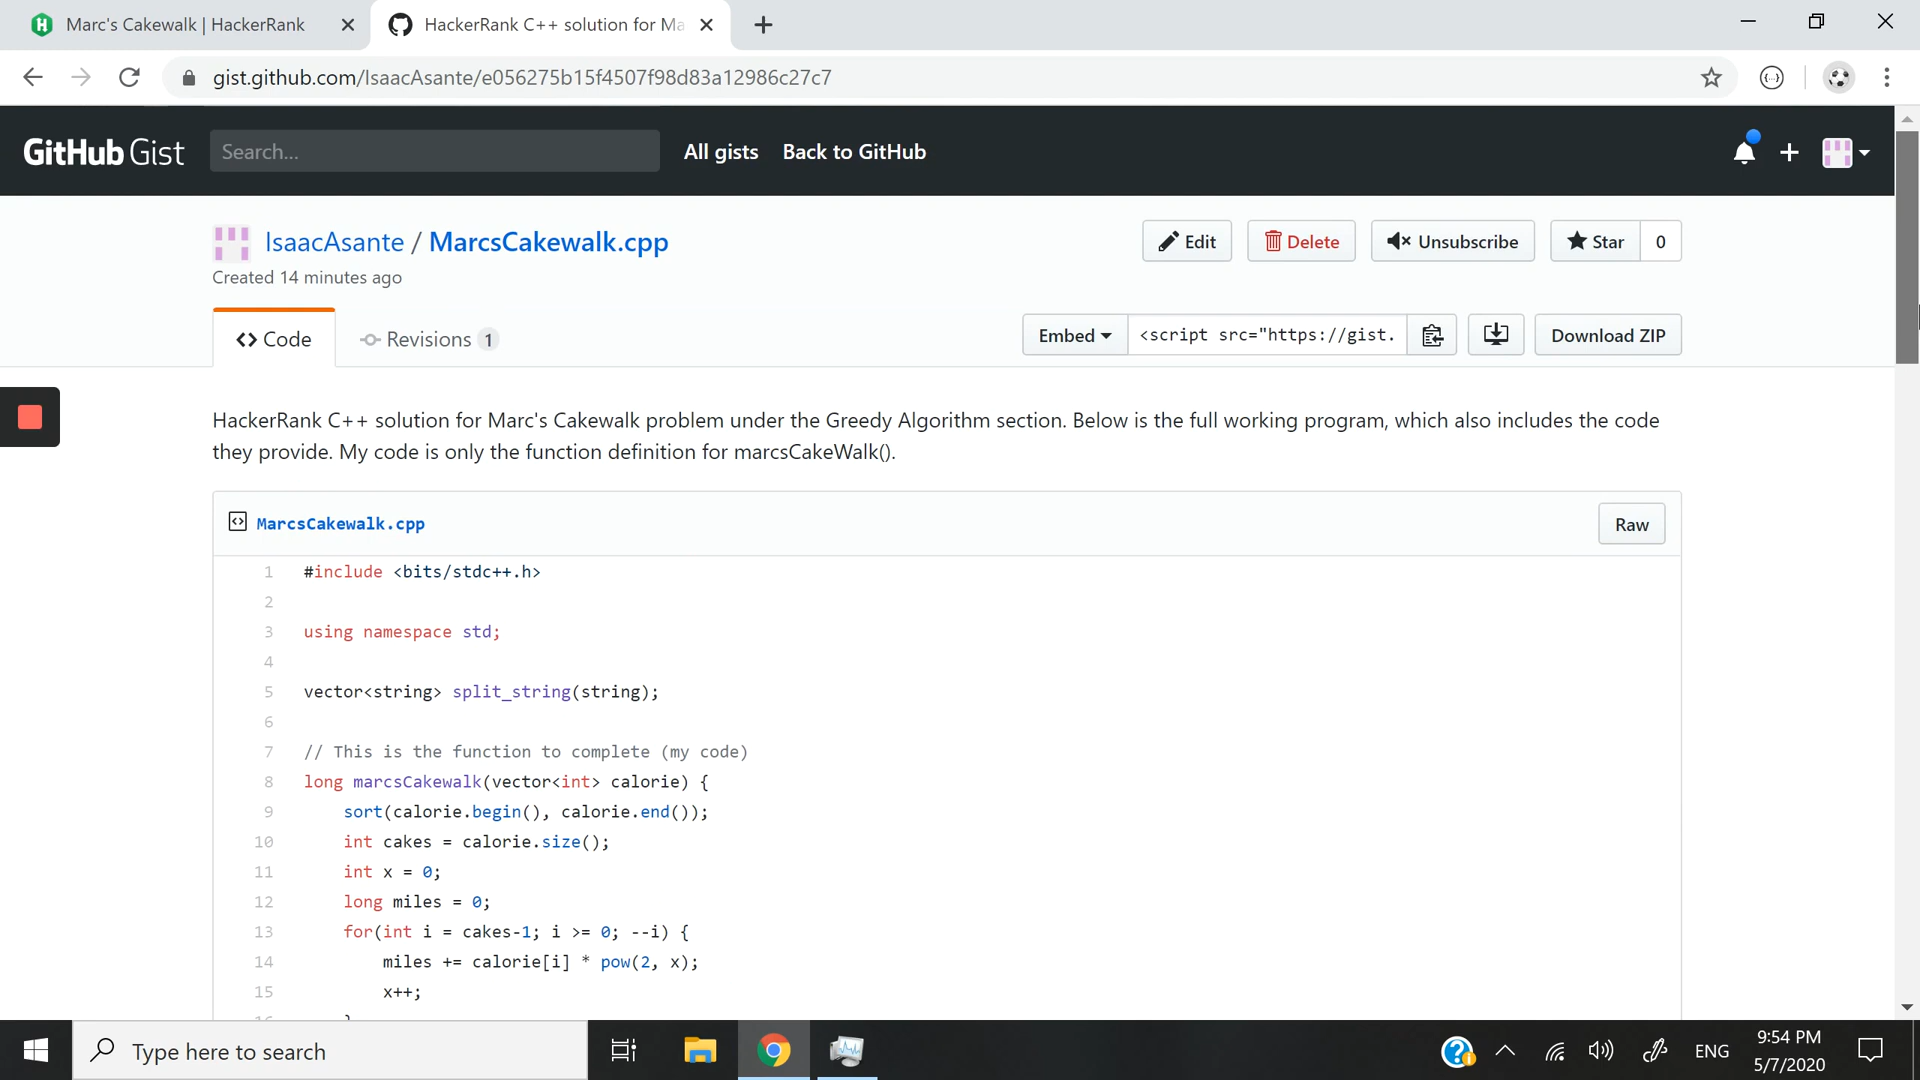 Marc's Cakewalk | HackerRank
HackerRank C++ solution for Ma
gist.github.com/IsaacAsante/e056275b15f4507f98d83a12986c27c7
GitHub Gist
Search...
All gists
Back to GitHub
IsaacAsante / MarcsCakewalk.cpp
Edit
Delete
Unsubscribe
Star
0
Created 14 minutes ago
Code
Revisions 1
Embed
<script src="https://gist.
Download ZIP
HackerRank C++ solution for Marc's Cakewalk problem under the Greedy Algorithm section. Below is the full working program, which also includes the code
they provide. My code is only the function definition for marcsCakeWalk().
MarcsCakewalk.cpp
Raw
1 #include <bits/stdc++.h>
2
3 using namespace std;
4
5 vector<string> split_string(string);
6
7 // This is the function to complete (my code)
8 long marcsCakewalk(vector<int> calorie) {
9 sort(calorie.begin(), calorie.end());
10 int cakes = calorie.size();
11 int x = 0;
12 long miles = 0;
13 for(int i = cakes-1; i >= 0; --i) {
14 miles += calorie[i] * pow(2, x);
15 x++;
Type here to search
ENG
9:54 PM
5/7/2020